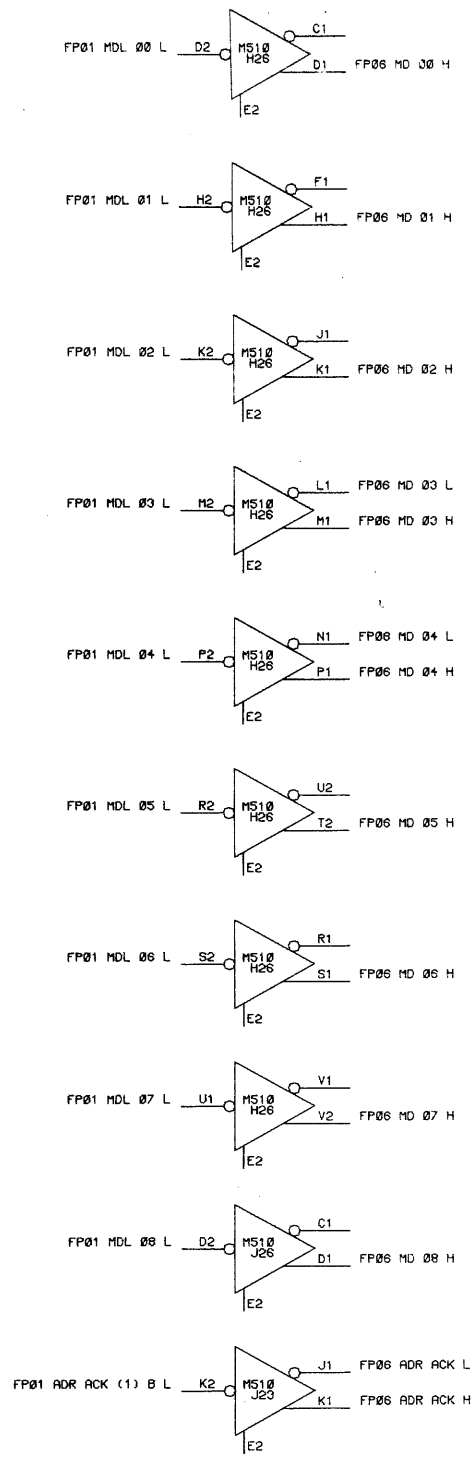 C1
FP01 MDL 00 L D2 M510 H26 D1 FP06 MD 00 H
E2
F1
FP01 MDL 01 L H2 M510 H26 H1 FP06 MD 01 H
E2
J1
FP01 MDL 02 L K2 M510 H26 K1 FP06 MD 02 H
E2
L1 FP06 MD 03 L
FP01 MDL 03 L M2 M510 H26 M1 FP06 MD 03 H
E2
N1 FP06 MD 04 L
FP01 MDL 04 L P2 M510 H26 P1 FP06 MD 04 H
E2
U2
FP01 MDL 05 L R2 M510 H26 T2 FP06 MD 05 H
E2
R1
FP01 MDL 06 L S2 M510 H26 S1 FP06 MD 06 H
E2
V1
FP01 MDL 07 L U1 M510 H26 V2 FP06 MD 07 H
E2
C1
FP01 MDL 08 L D2 M510 J26 D1 FP06 MD 08 H
E2
J1 FP06 ADR ACK L
FP01 ADR ACK (1) B L K2 M510 J23 K1 FP06 ADR ACK H
E2